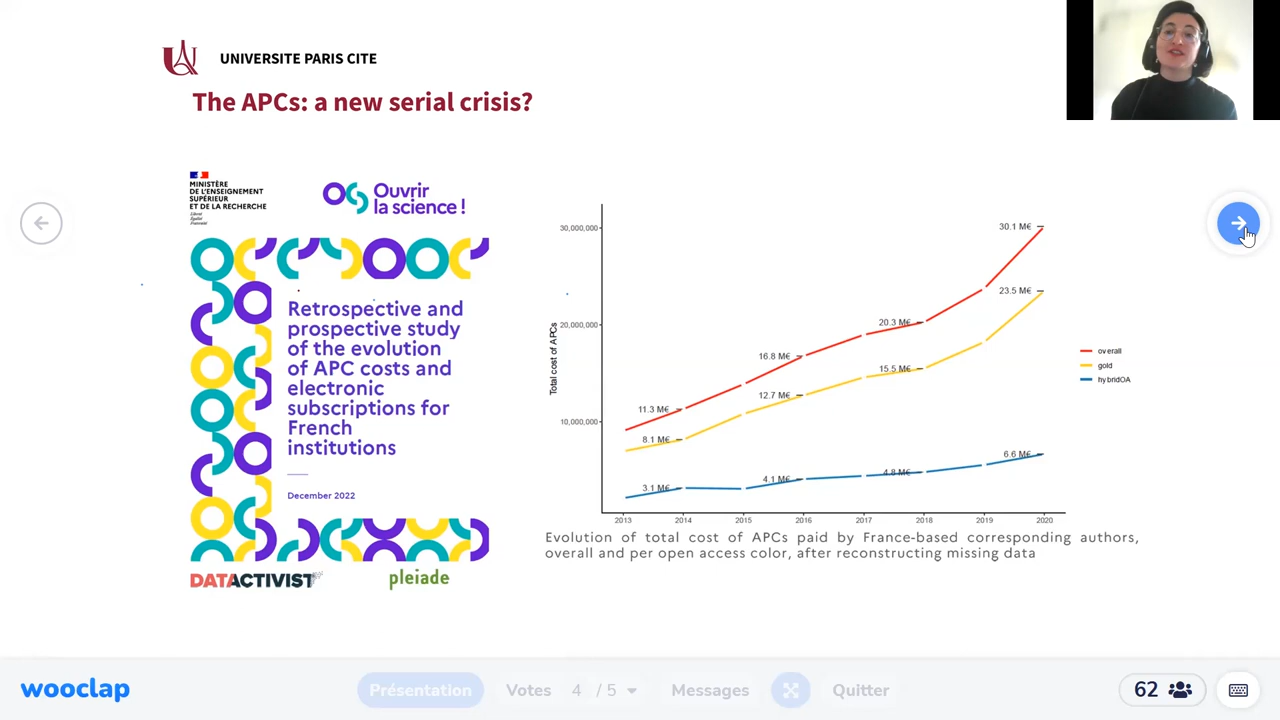 UNIVERSITE PARIS CITE
The APCs: a new serial crisis?
MINISTÈRE
DE L'ENSEIGNEMENT
SUPÉRIEUR
ET DE LA RECHERCHE
Liberté
Égalité
Fraternité
Ouvrir
la science !
Retrospective and
prospective study
of the evolution
of APC costs and
electronic
subscriptions for
French
institutions
December 2022
DATACTIVIST
pleiade
Total cost of APCs
30,000,000
20,000,000
10,000,000
30.1 M€
23.5 M€
20.3 M€
16.8 M€
15.5 M€
12.7 M€
11.3 M€
8.1 M€
6.6 M€
4.8 M€
4.1 M€
3.1 M€
2013 2014 2015 2016 2017 2018 2019 2020
overall
gold
hybridOA
Evolution of total cost of APCs paid by France-based corresponding authors,
overall and per open access color, after reconstructing missing data
wooclap
Présentation Votes 4 / 5 Messages Quitter
62